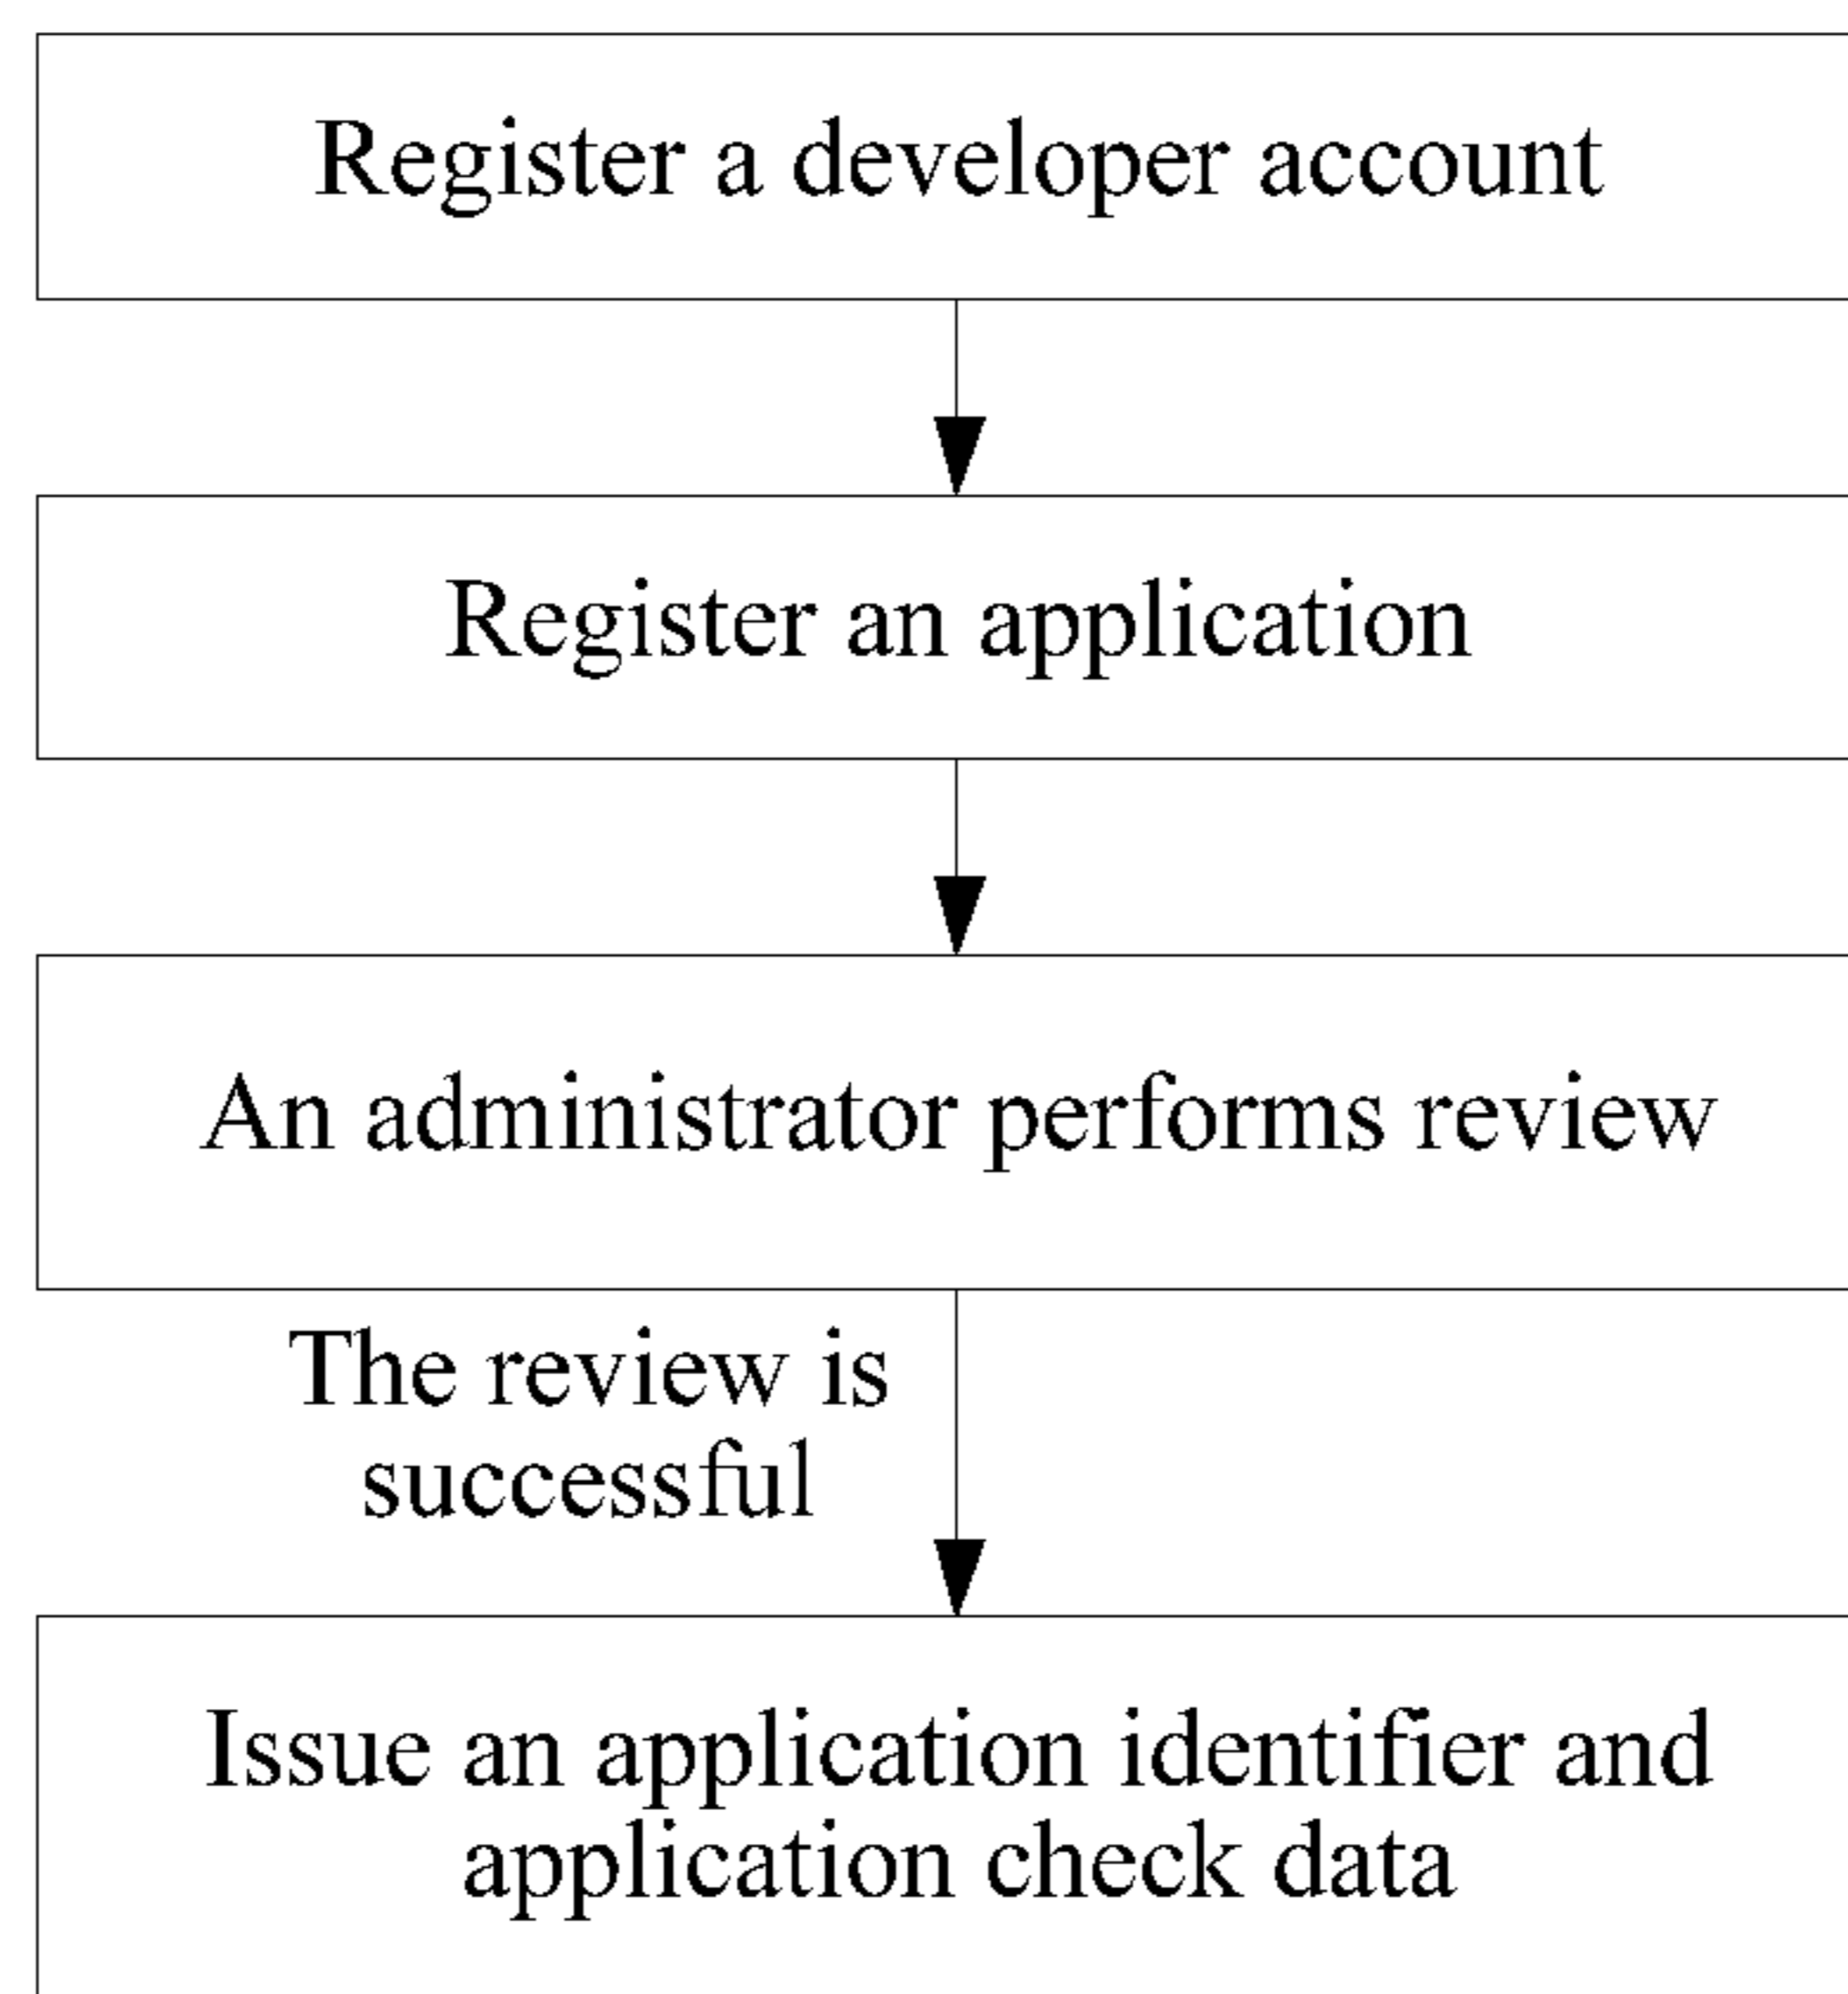 Register a developer account
Register an application
An administrator performs review
The review is
successful
Issue an application identifier and
application check data